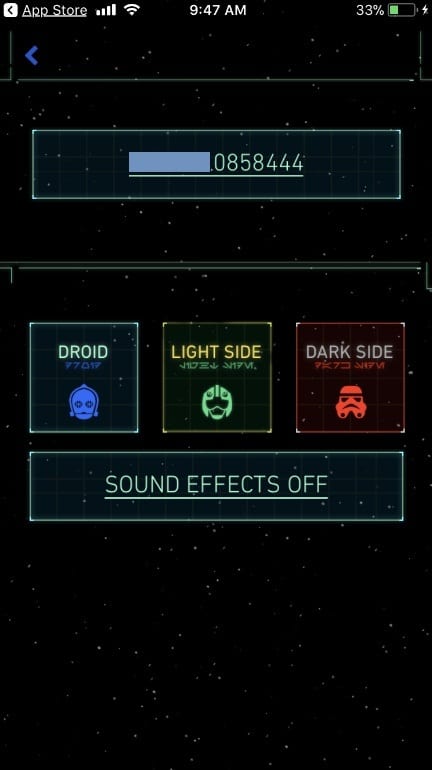 App Store 9:47 AM 33%
.0858444
DROID LIGHT SIDE DARK SIDE
SOUND EFFECTS OFF